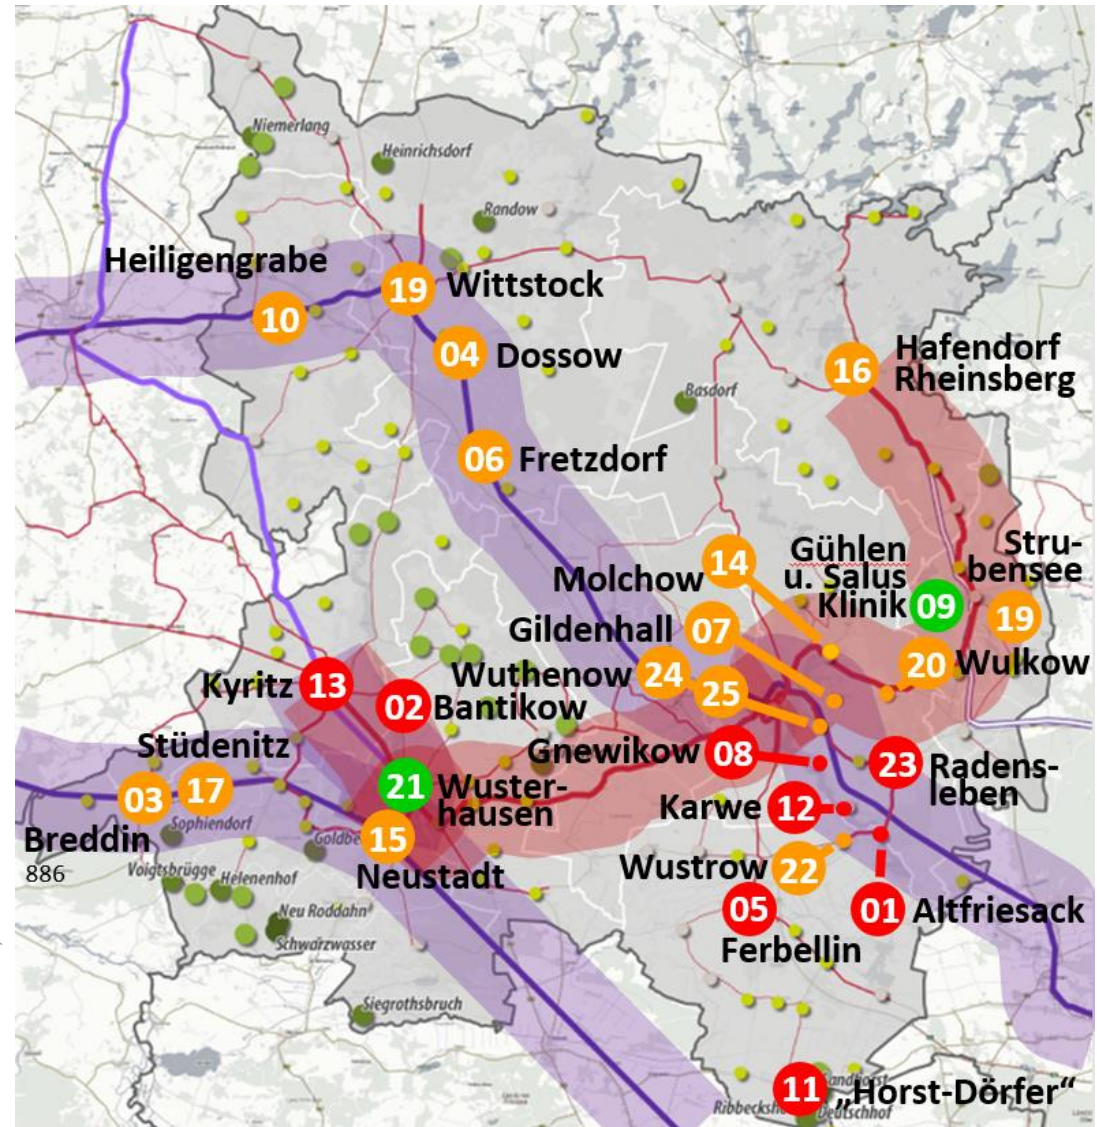 Niemerlang
Heinrichsdorf
Randow
Heiligengrabe
10
19
Wittstock
04
Dossow
16
Hafendorf
Rheinsberg
Basdorf
06
Fretzdorf
14
Molchow
Gühlen
u. Salus
Klinik
09
Stru-
bensee
19
Gildenhall
07
Wuthenow
24
25
20
Wulkow
Kyritz
13
02
Bantikow
Stüdenitz
Gnewikow
08
23
Radens-
leben
03
17
Breddin
21
Wuster-
hausen
Karwe
12
Sophiendorf
15
Neustadt
886
Wustrow
22
Voigtsbrügge
Helenenhof
05
Ferbellin
01
Altfriesack
Neu Roddahn
Schwarzwasser
Siegrothsbruch
11
„Horst-Dörfer“
Deutschhof